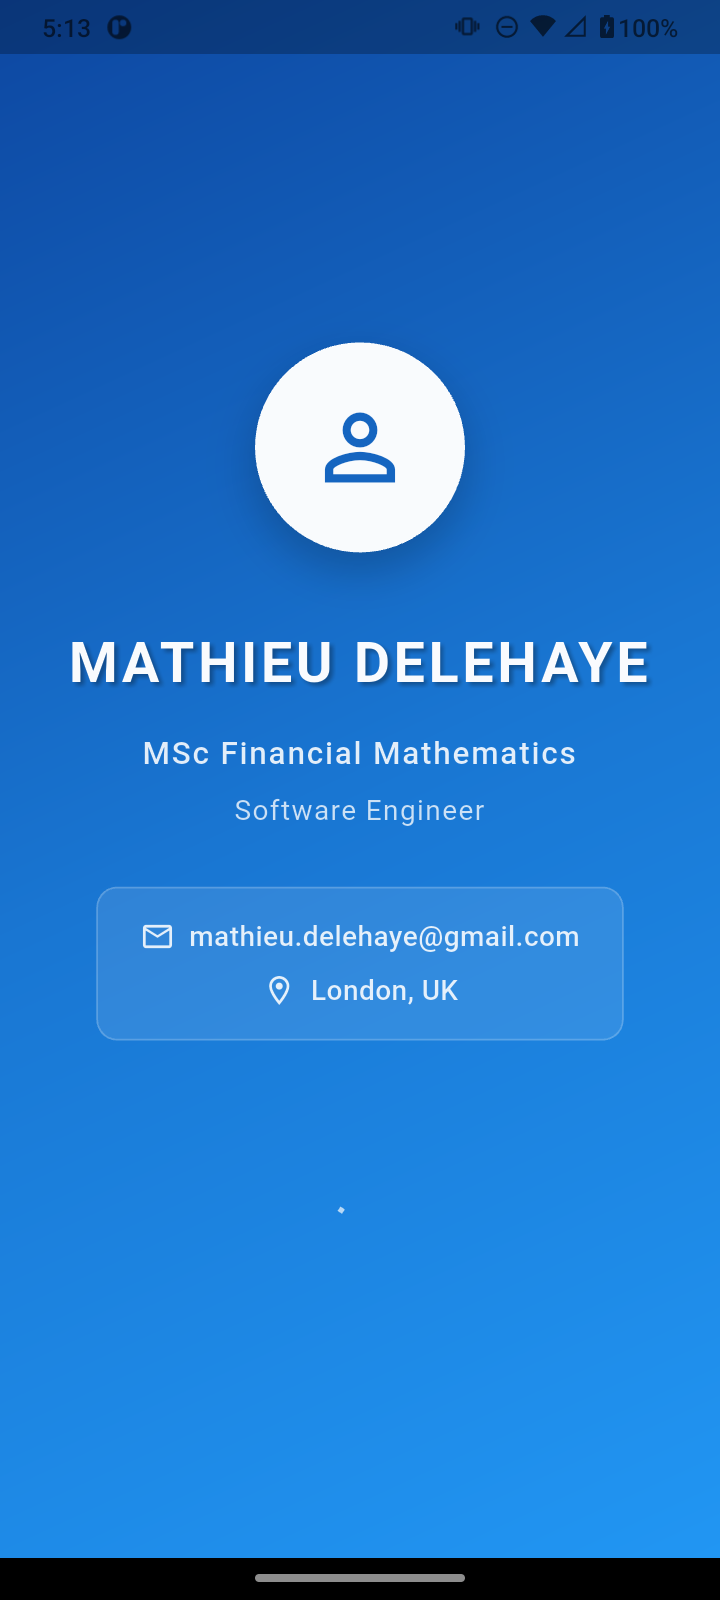 5:13 100%
MATHIEU DELEHAYE
MSc Financial Mathematics
Software Engineer
mathieu.delehaye@gmail.com
London, UK